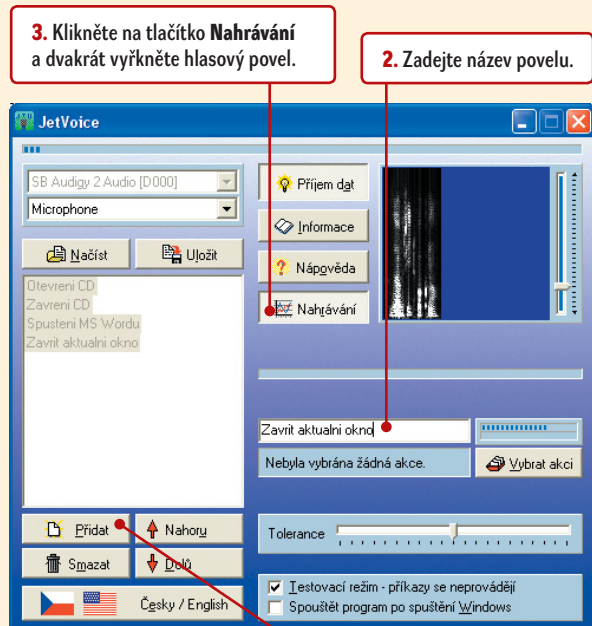 3. Klikněte na tlačítko Nahrávání
a dvakrát vyřkněte hlasový povel.
2. Zadejte název povelu.
JetVoice
SB Audigy 2 Audio [D000]
Microphone
Načíst
Uložit
Otevreni CD
Zavreni CD
Spusteni MS Wordu
Zavrit aktualni okno
Příjem dat
Informace
Nápověda
Nahrávání
Zavrit aktualni okno
Nebyla vybrána žádná akce.
Vybrat akci
Přidat
Nahoru
Smazat
Dolů
Česky / English
Tolerance
Testovací režim - příkazy se neprovádějí
Spouštět program po spuštění Windows